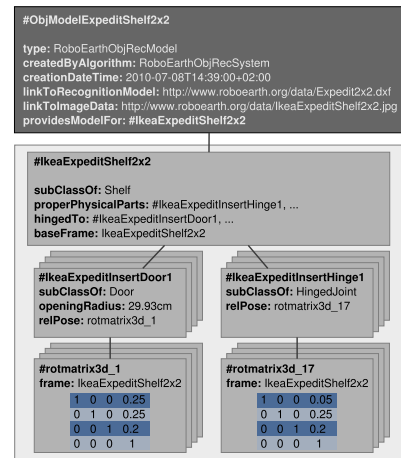 #ObjModelExpeditShelf2x2
type: RoboEarthObjRecModel
createdByAlgorithm: RoboEarthObjRecSystem
creationDateTime: 2010-07-08T14:39:00+02:00
linkToRecognitionModel: http://www.roboearth.org/data/Expedit2x2.dxf
linkToImageData: http://www.roboearth.org/data/IkeaExpeditShelf2x2.jpg
providesModelFor: #IkeaExpeditShelf2x2
#IkeaExpeditShelf2x2
subClassOf: Shelf
properPhysicalParts: #IkeaExpeditInsertHinge1, ...
hingedTo: #IkeaExpeditInsertDoor1, ...
baseFrame: IkeaExpeditShelf2x2
#IkeaExpeditInsertDoor1
subClassOf: Door
openingRadius: 29.93cm
relPose: rotmatrix3d_1
#IkeaExpeditInsertHinge1
subClassOf: HingedJoint
relPose: rotmatrix3d_17
#rotmatrix3d_1
frame: IkeaExpeditShelf2x2
1 0 0 0.25
0 1 0 0.25
0 0 1 0.2
0 0 0 1
#rotmatrix3d_17
frame: IkeaExpeditShelf2x2
1 0 0 0.05
0 1 0 0.25
0 0 1 0.2
0 0 0 1